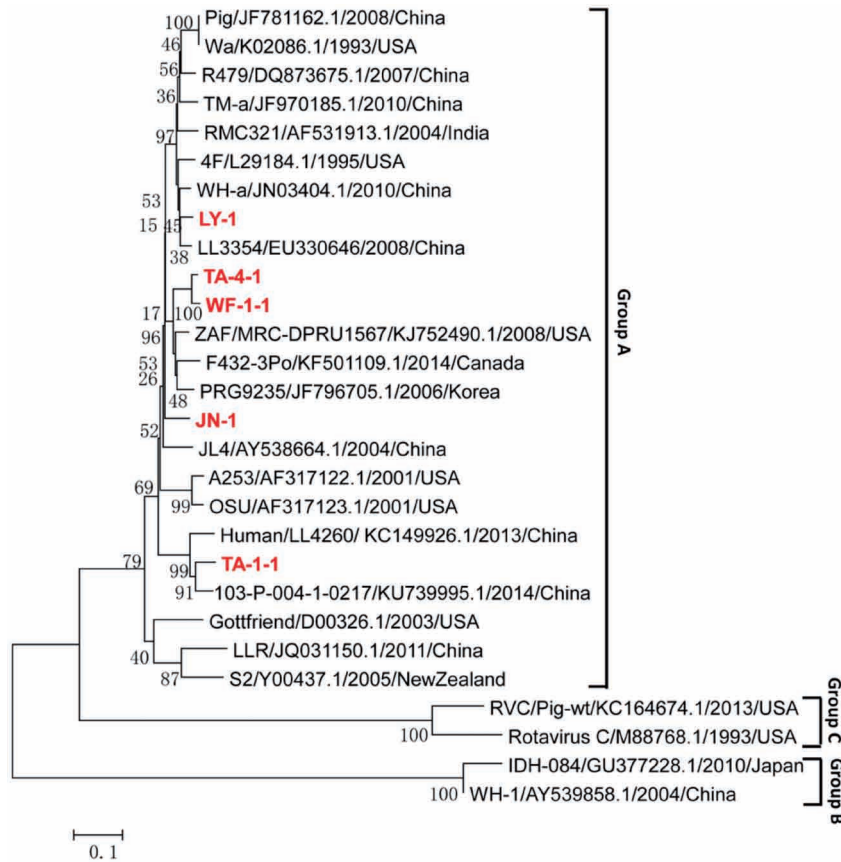 Pig/JF781162.1/2008/China
100
Wa/K02086.1/1993/USA
46
R479/DQ873675.1/2007/China
56
TM-a/JF970185.1/2010/China
36
RMC321/AF531913.1/2004/India
97
4F/L29184.1/1995/USA
WH-a/JN03404.1/2010/China
53
LY-1
15 45
LL3354/EU330646/2008/China
38
TA-4-1
WF-1-1
17 100
ZAF/MRC-DPRU1567/KJ752490.1/2008/USA
96
F432-3Po/KF501109.1/2014/Canada
53
26
PRG9235/JF796705.1/2006/Korea
48
JN-1
52
JL4/AY538664.1/2004/China
A253/AF317122.1/2001/USA
69
OSU/AF317123.1/2001/USA
99
Human/LL4260/ KC149926.1/2013/China
79
TA-1-1
99
103-P-004-1-0217/KU739995.1/2014/China
91
Gottfriend/D00326.1/2003/USA
LLR/JQ031150.1/2011/China
40
S2/Y00437.1/2005/NewZealand
87
Group A
RVC/Pig-wt/KC164674.1/2013/USA
100
Rotavirus C/M88768.1/1993/USA
Group C
IDH-084/GU377228.1/2010/Japan
100
WH-1/AY539858.1/2004/China
Group B
0.1